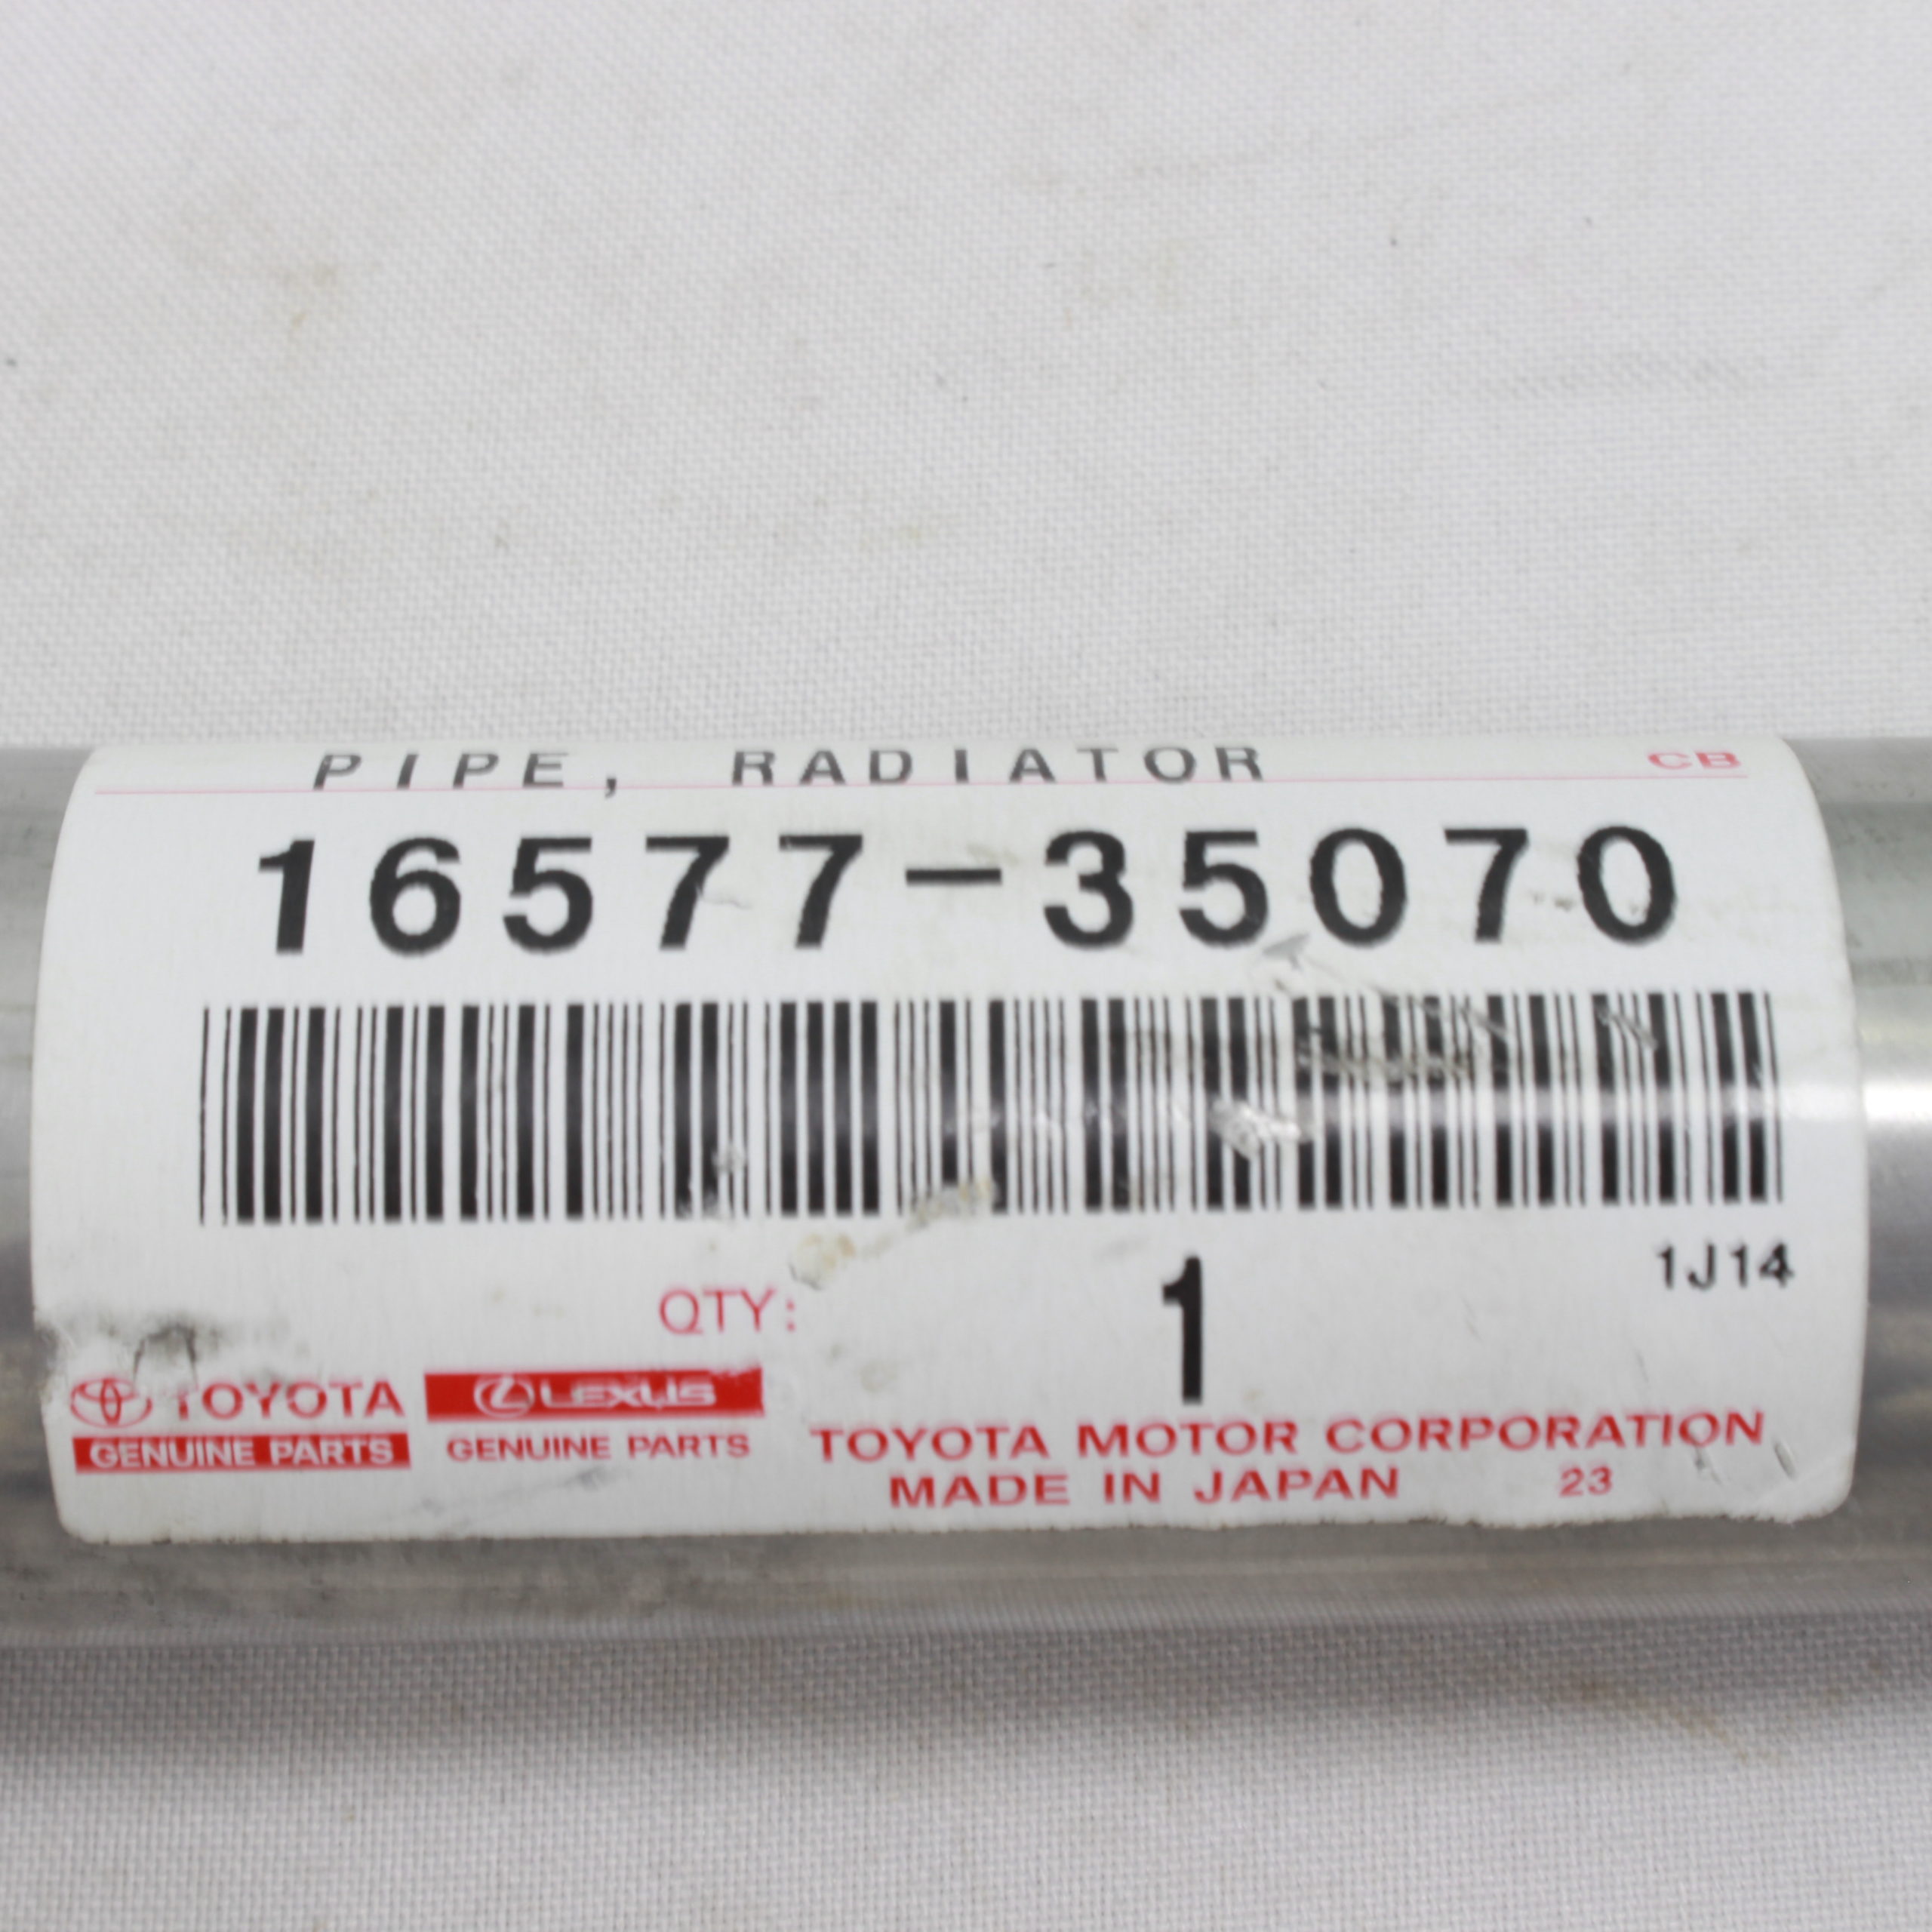 PIPE, RADIATOR CB
16577-35070
1J14
QTY: 1
TOYOTA LEXUS
GENUINE PARTS GENUINE PARTS
TOYOTA MOTOR CORPORATION
MADE IN JAPAN 23